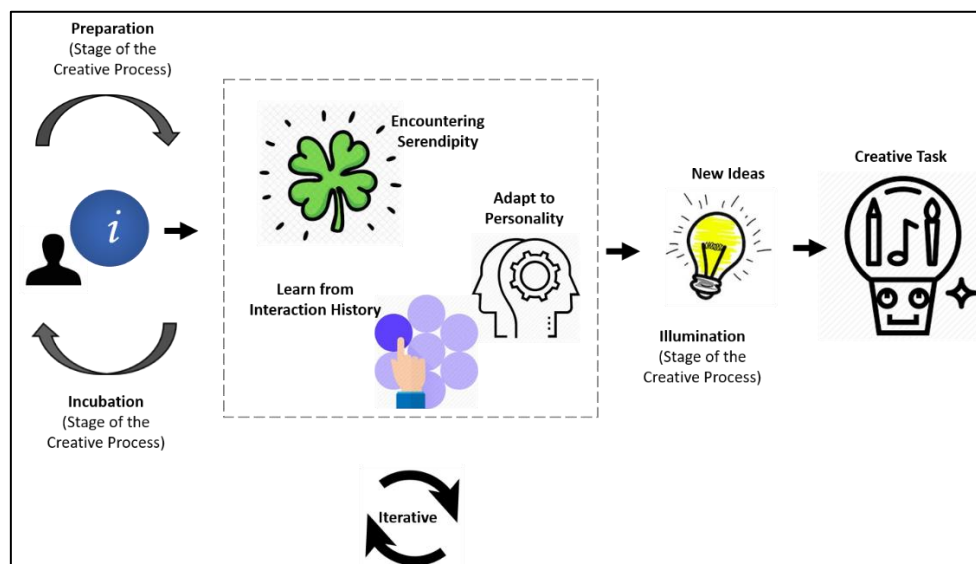 Preparation
(Stage of the
Creative Process)
i
Incubation
(Stage of the
Creative Process)
Encountering
Serendipity
Adapt to
Personality
Learn from
Interaction History
New Ideas
Illumination
(Stage of the
Creative Process)
Creative Task
Iterative